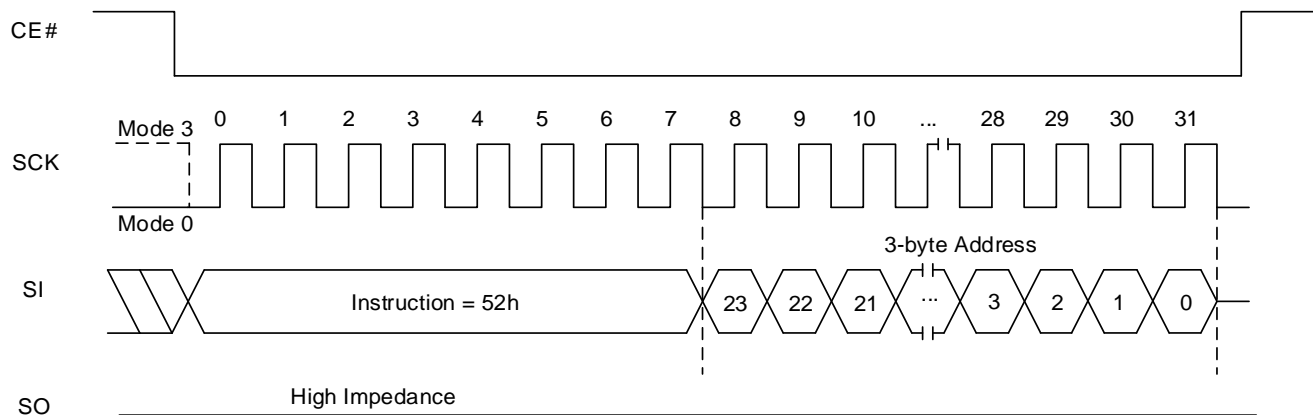 CE#
Mode 3
0 1 2 3 4 5 6 7 8 9 10 ... 28 29 30 31
SCK
Mode 0
3-byte Address
SI
Instruction = 52h
23 22 21 ... 3 2 1 0
High Impedance
SO